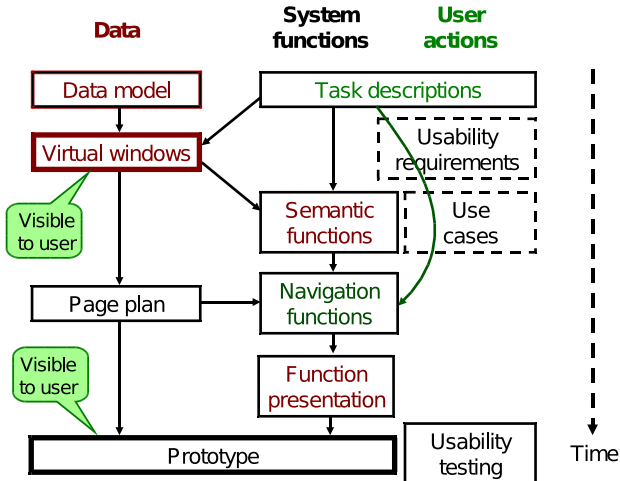 Data
System
functions
User
actions
Data model
Task descriptions
Virtual windows
Usability
requirements
Visible
to user
Semantic
functions
Use
cases
Page plan
Navigation
functions
Visible
to user
Function
presentation
Prototype
Usability
testing
Time